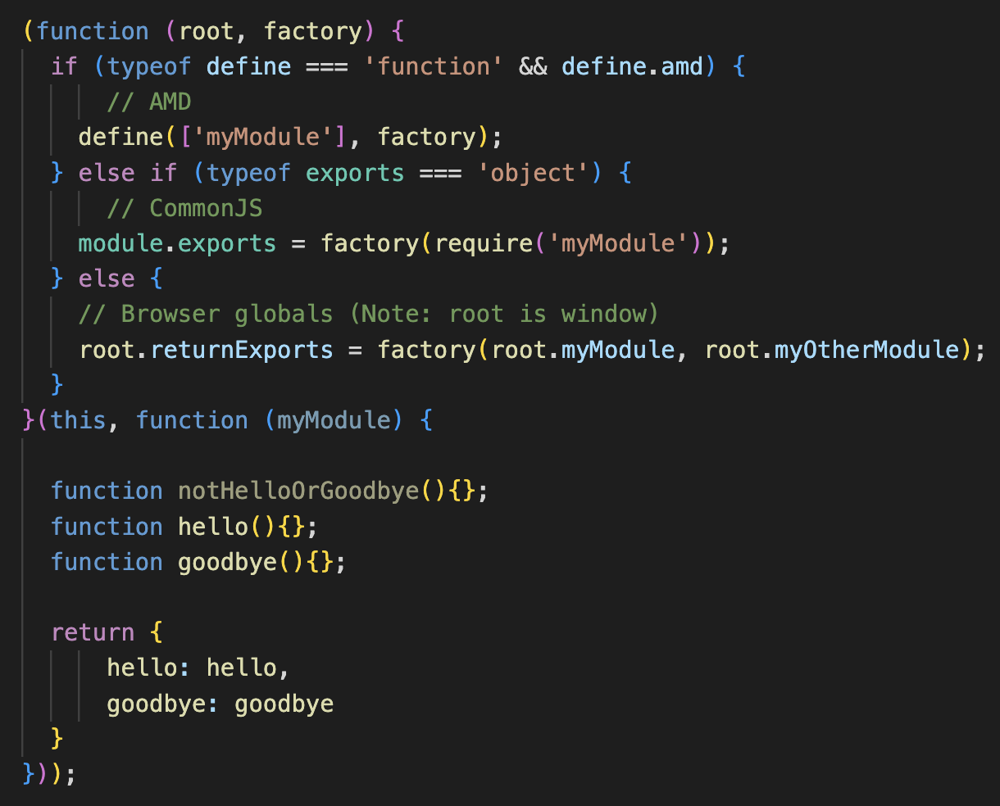 (function (root, factory) {
  if (typeof define === 'function' && define.amd) {
      // AMD
    define(['myModule'], factory);
  } else if (typeof exports === 'object') {
      // CommonJS
    module.exports = factory(require('myModule'));
  } else {
    // Browser globals (Note: root is window)
    root.returnExports = factory(root.myModule, root.myOtherModule);
  }
}(this, function (myModule) {

  function notHelloOrGoodbye(){};
  function hello(){};
  function goodbye(){};

  return {
      hello: hello,
      goodbye: goodbye
  }
}));